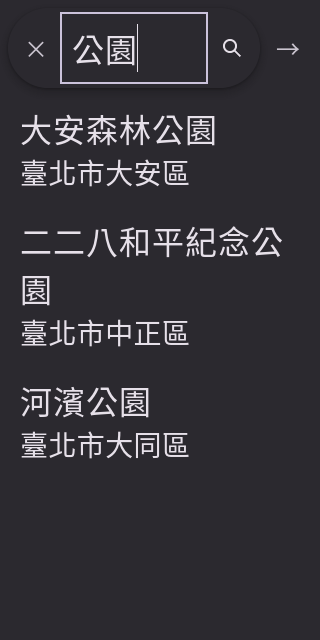 公園
大安森林公園
臺北市大安區
二二八和平紀念公
園
臺北市中正區
河濱公園
臺北市大同區